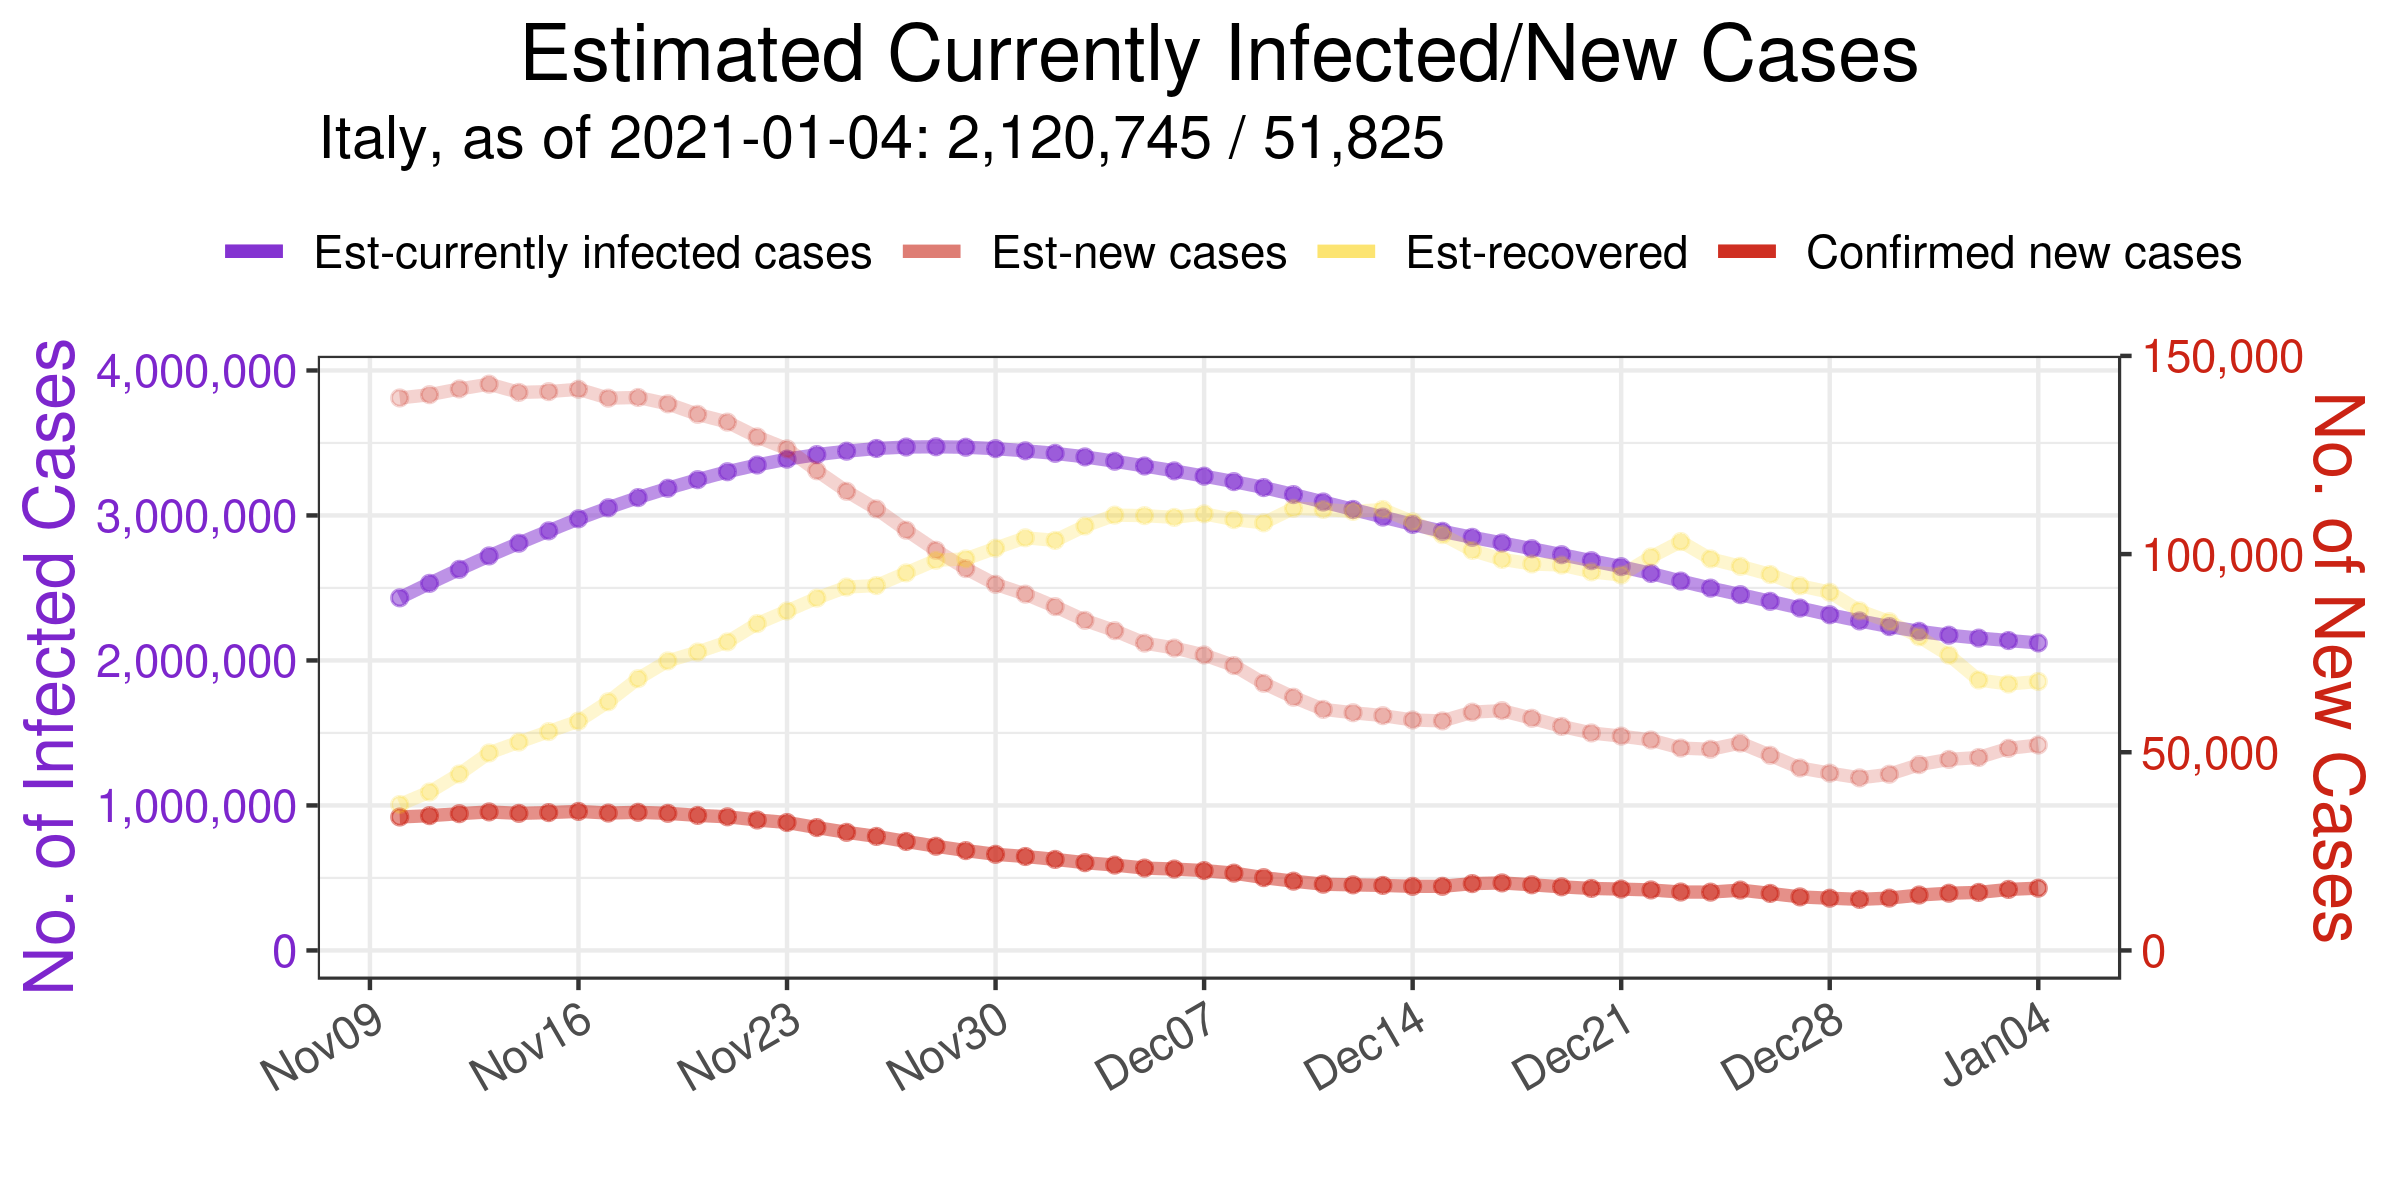 Estimated Currently Infected/New Cases
Italy, as of 2021-01-04: 2,120,745 / 51,825
Est-currently infected cases Est-new cases Est-recovered Confirmed new cases
No. of Infected Cases
4,000,000
3,000,000
2,000,000
1,000,000
0
150,000
100,000
50,000
0
No. of New Cases
Nov09 Nov16 Nov23 Nov30 Dec07 Dec14 Dec21 Dec28 Jan04